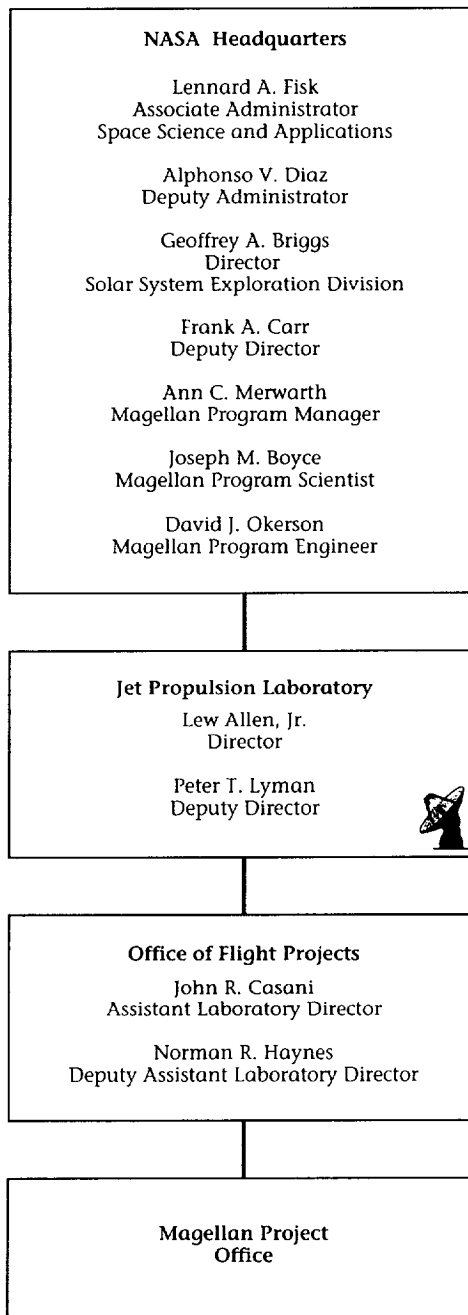 NASA Headquarters
Lennard A. Fisk
Associate Administrator
Space Science and Applications
Alphonso V. Diaz
Deputy Administrator
Geoffrey A. Briggs
Director
Solar System Exploration Division
Frank A. Carr
Deputy Director
Ann C. Merwarth
Magellan Program Manager
Joseph M. Boyce
Magellan Program Scientist
David J. Okerson
Magellan Program Engineer
Jet Propulsion Laboratory
Lew Allen, Jr.
Director
Peter T. Lyman
Deputy Director
Office of Flight Projects
John R. Casani
Assistant Laboratory Director
Norman R. Haynes
Deputy Assistant Laboratory Director
Magellan Project
Office